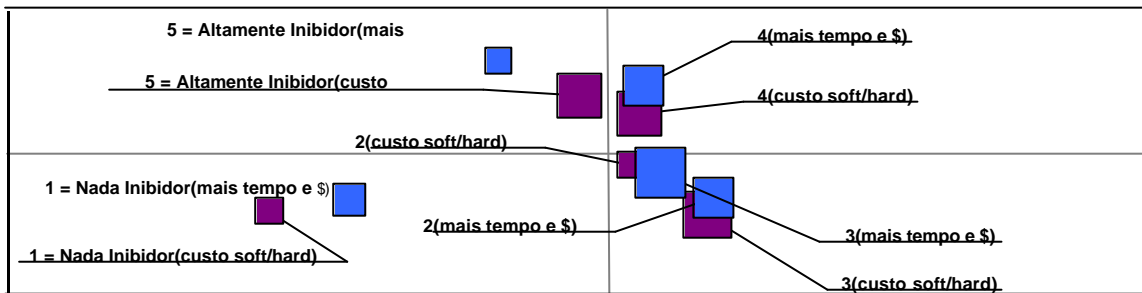 5 = Altamente Inibidor(mais
4(mais tempo e $)
5 = Altamente Inibidor(custo
4(custo soft/hard)
2(custo soft/hard)
1 = Nada Inibidor(mais tempo e $)
2(mais tempo e $)
3(mais tempo e $)
1 = Nada Inibidor(custo soft/hard)
3(custo soft/hard)